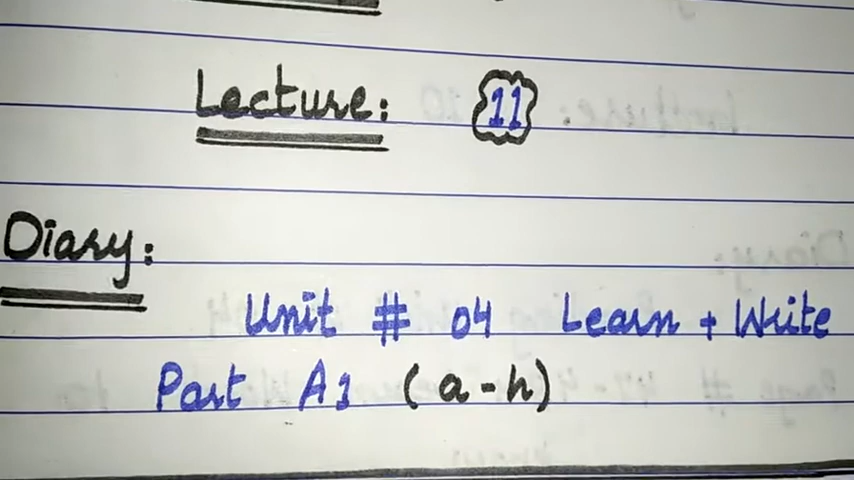 Lecture: 11
Diary:
Unit # 04 Learn + Write
Part A1 (a-h)